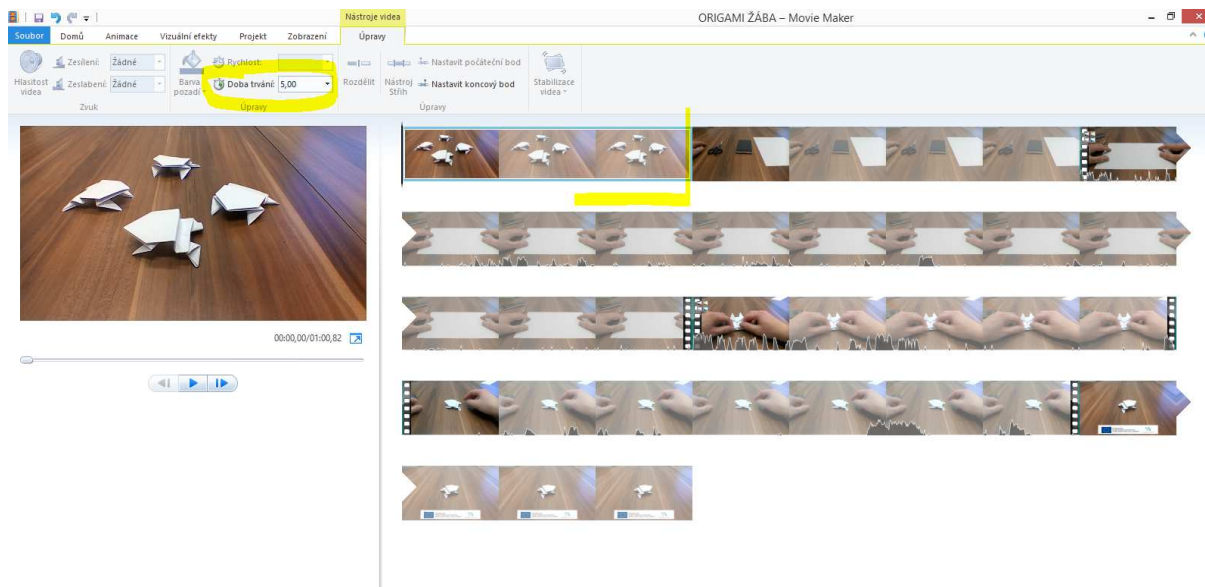 Nástroje videa
ORIGAMI ŽÁBA – Movie Maker
Soubor Domů Animace Vizuální efekty Projekt Zobrazení Úpravy
Hlasitost videa
Zesílení: Žádné
Zeslabení: Žádné
Zvuk
Barva pozadí
Rychlost:
Doba trvání: 5,00
Úpravy
Rozdělit
Nástroj Střih
Nastavit počáteční bod
Nastavit koncový bod
Úpravy
Stabilizace videa
00:00,00/01:00,82